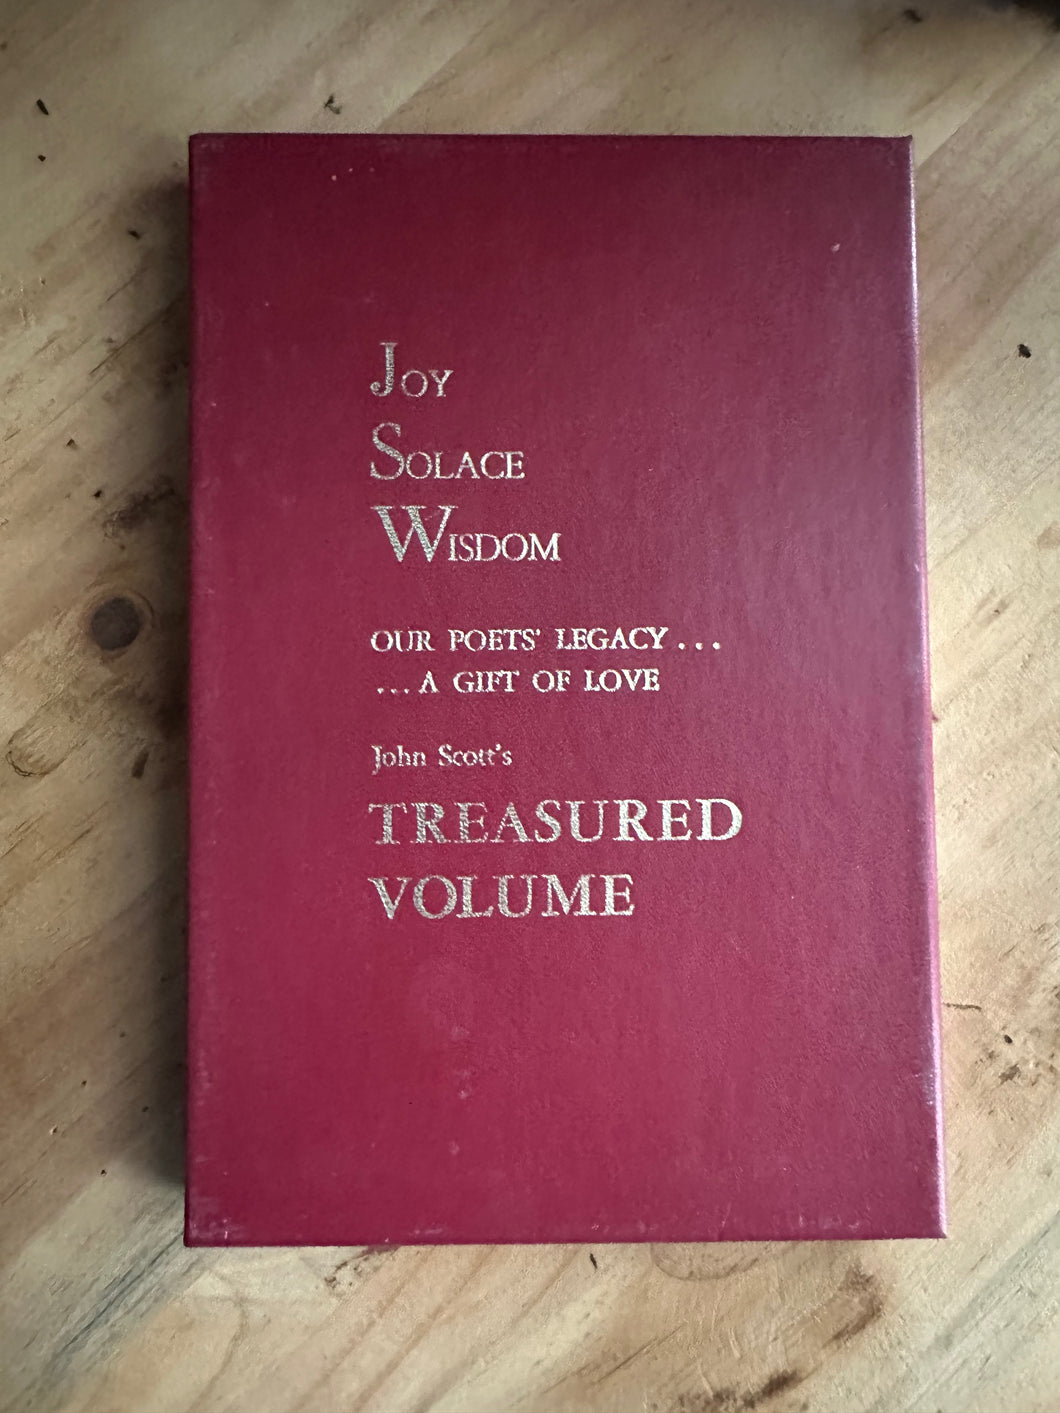 JOY
SOLACE
WISDOM
OUR POETS' LEGACY...
...A GIFT OF LOVE
John Scott's
TREASURED
VOLUME